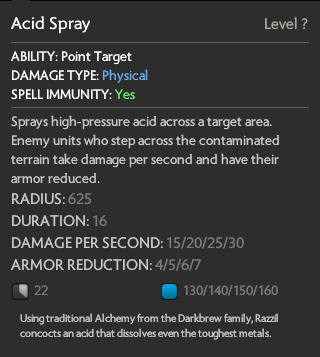 Acid Spray Level ?
ABILITY: Point Target
DAMAGE TYPE: Physical
SPELL IMMUNITY: Yes
Sprays high-pressure acid across a target area.
Enemy units who step across the contaminated
terrain take damage per second and have their
armor reduced.
RADIUS: 625
DURATION: 16
DAMAGE PER SECOND: 15/20/25/30
ARMOR REDUCTION: 4/5/6/7
22 130/140/150/160
Using traditional Alchemy from the Darkbrew family, Razzil
concocts an acid that dissolves even the toughest metals.